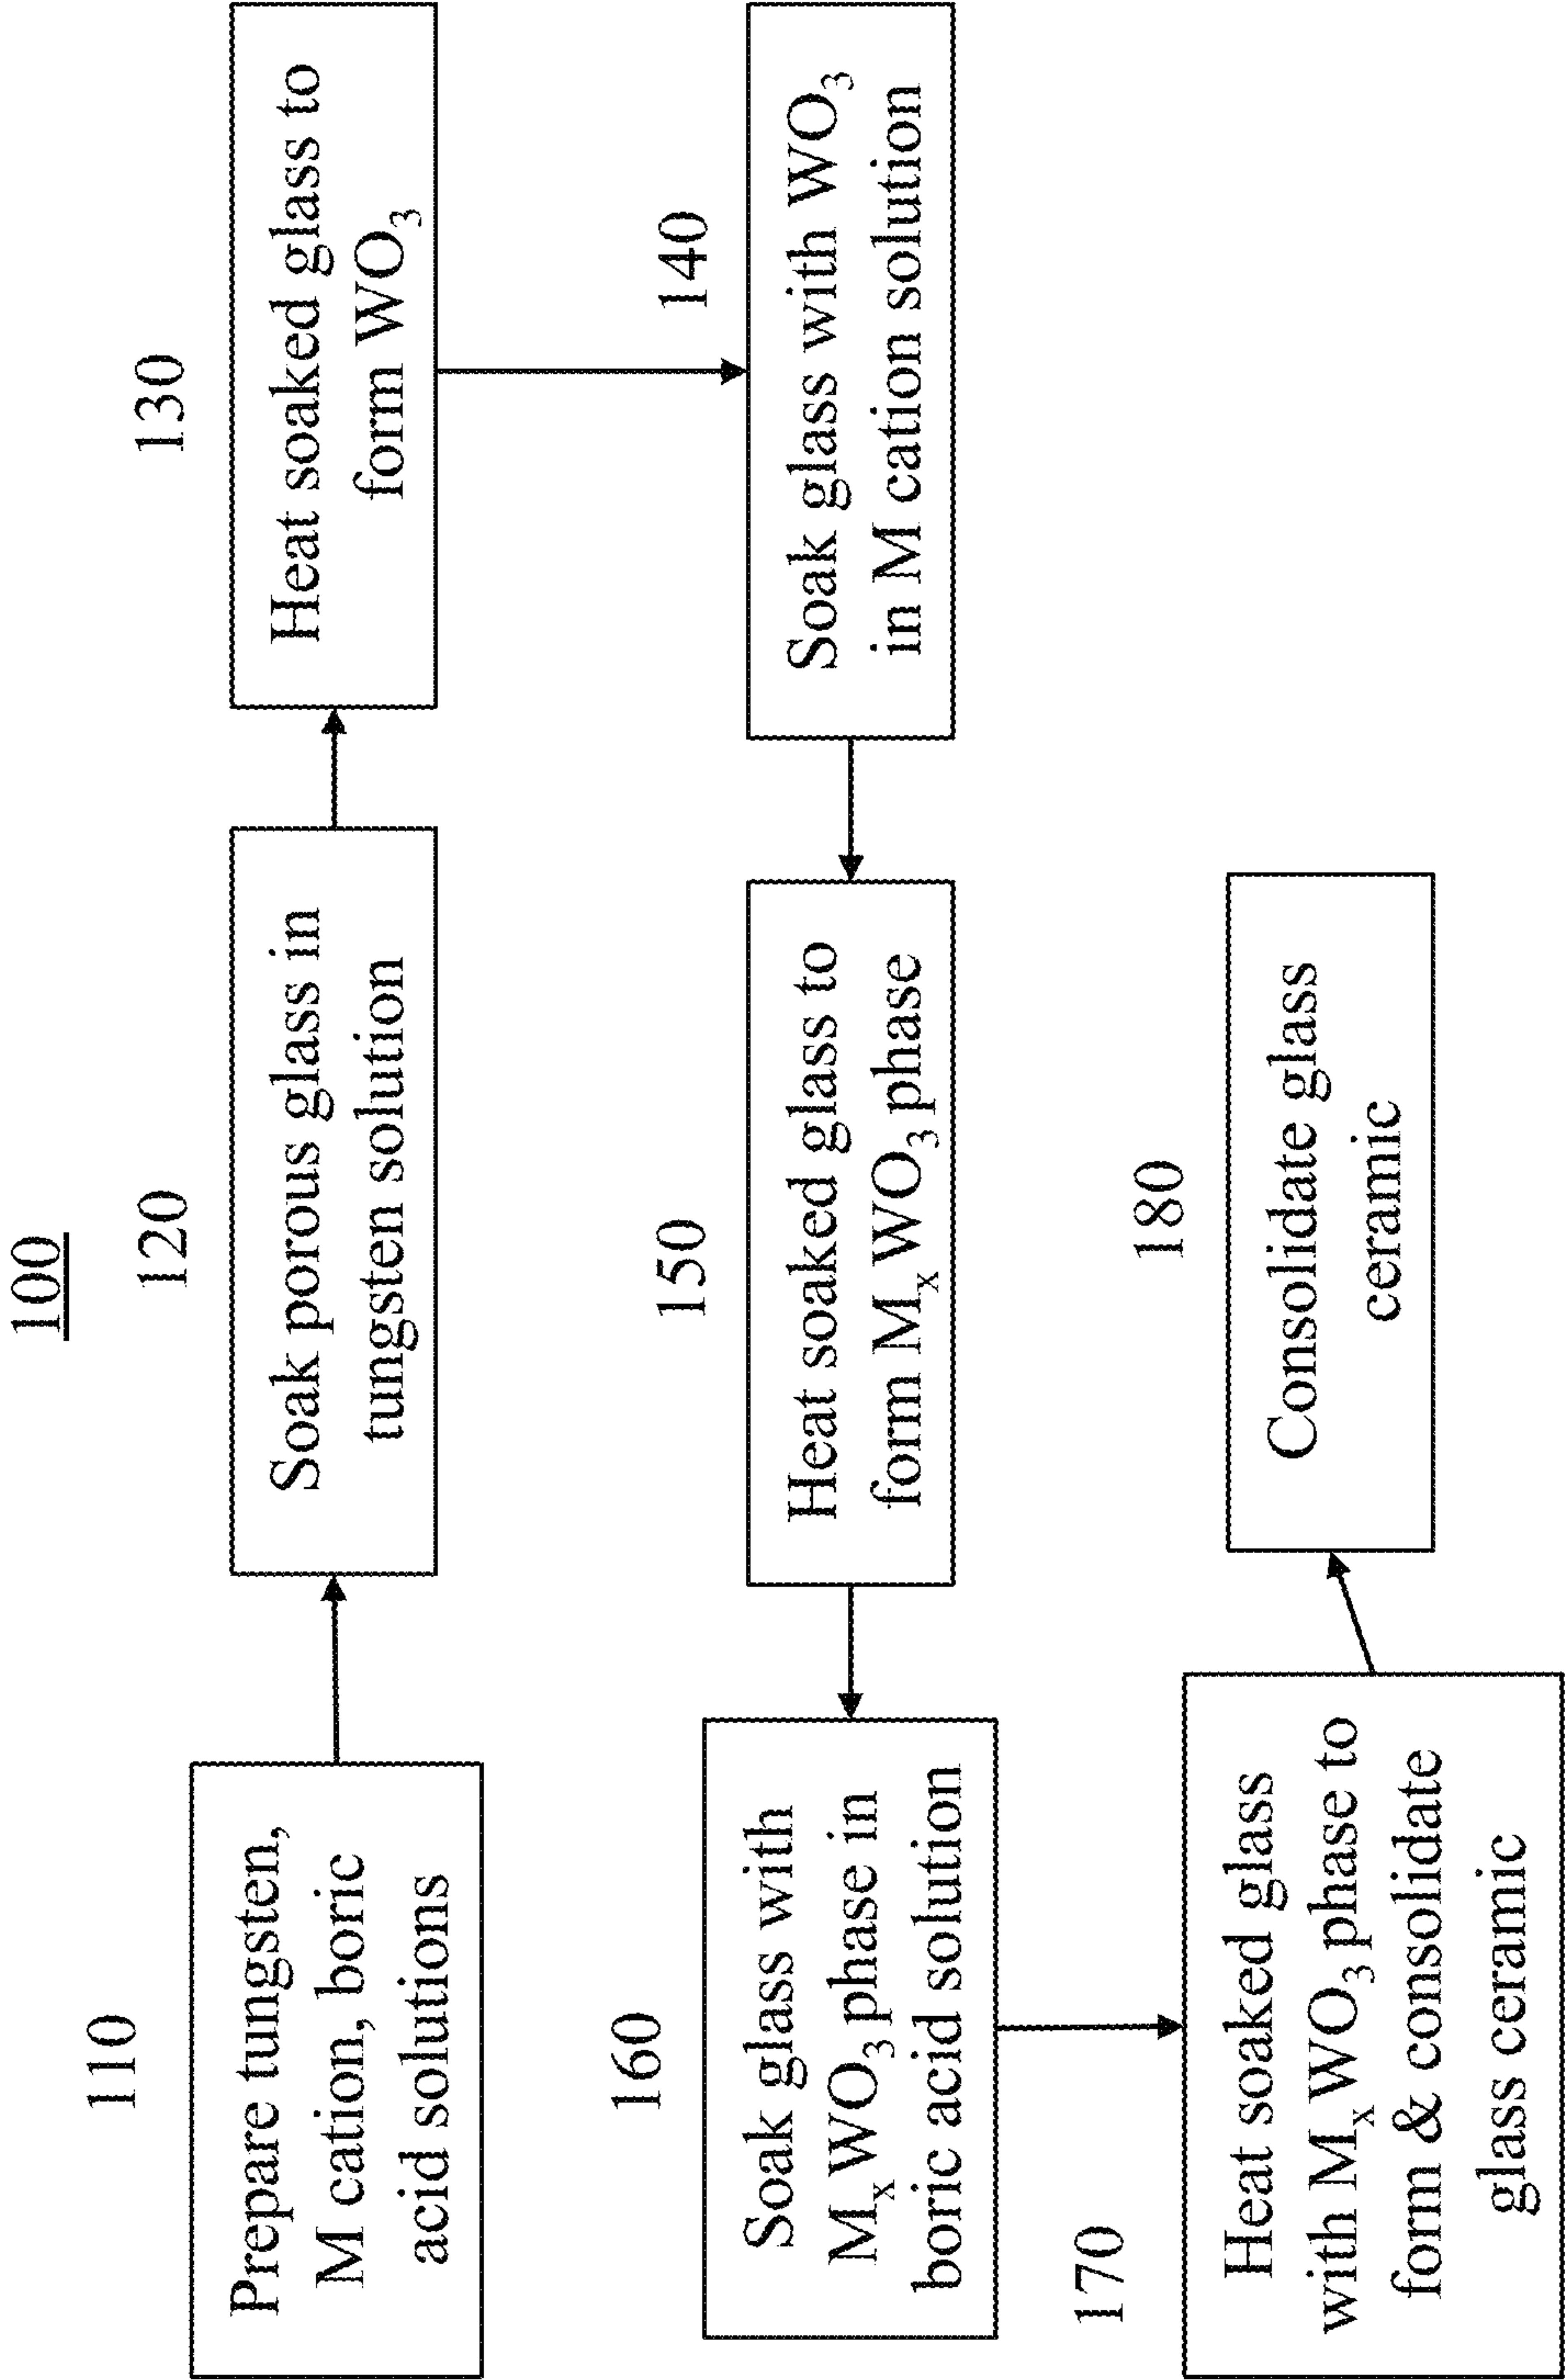 100
110
Prepare tungsten,
M cation, boric
acid solutions
120
Soak porous glass in
tungsten solution
130
Heat soaked glass to
form WO₃
140
Soak glass with WO₃
in M cation solution
150
Heat soaked glass to
form MₓWO₃ phase
160
Soak glass with
MₓWO₃ phase in
boric acid solution
170
Heat soaked glass
with MₓWO₃ phase to
form & consolidate
glass ceramic
180
Consolidate glass
ceramic